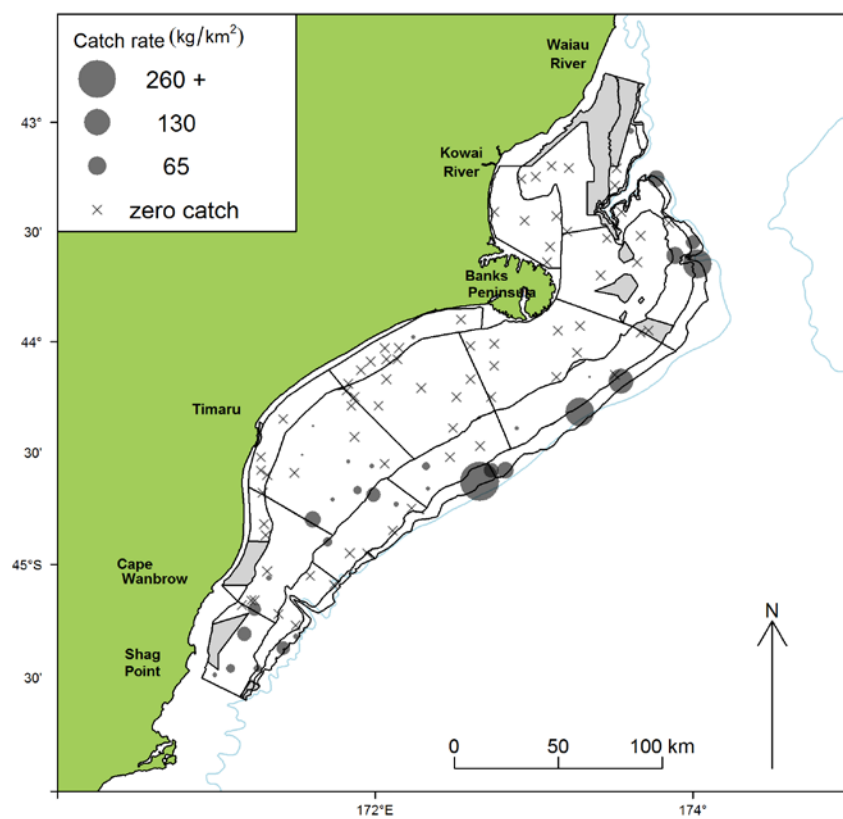 Catch rate (kg/km²)
260 +
130
65
zero catch
Waiau
River
43°
Kowai
River
30'
Banks
Peninsula
44°
Timaru
30'
Cape
Wanbrow
45°S
Shag
Point
30'
N
0 50 100 km
172°E 174°